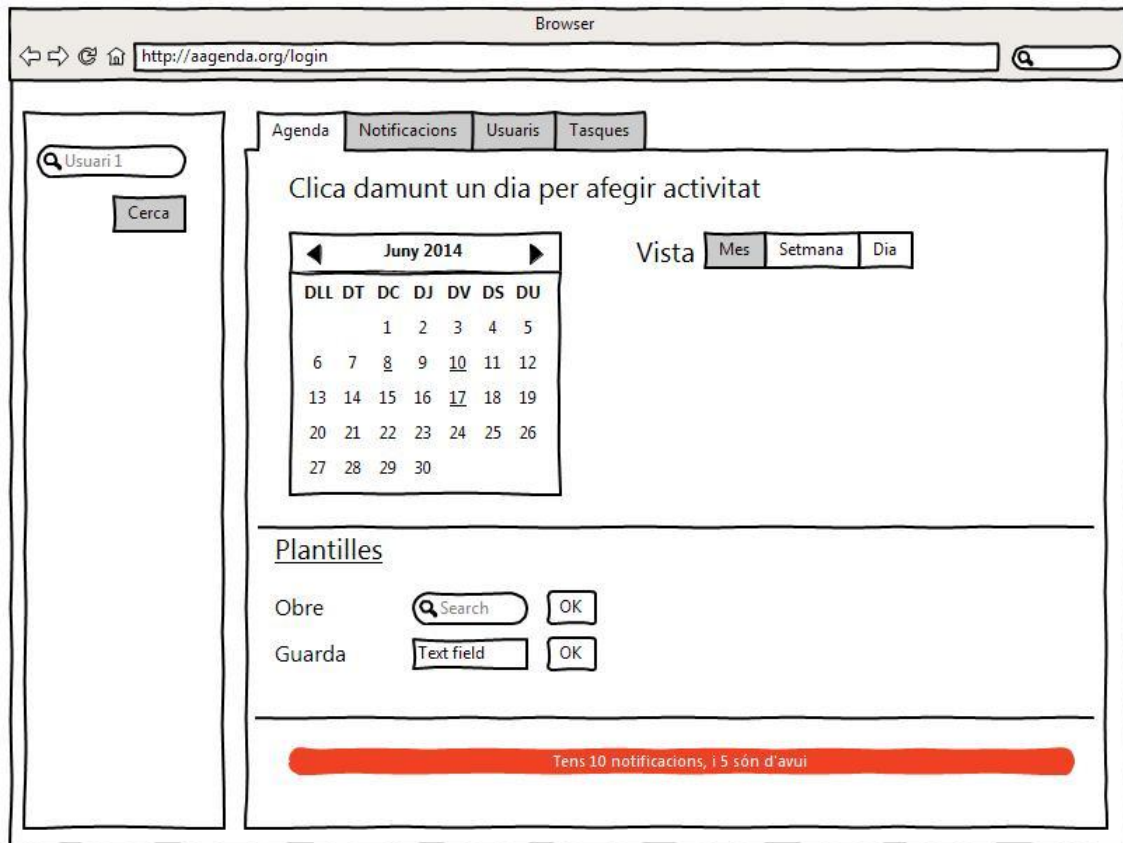 Browser
http://aagenda.org/login
Usuari 1
Cerca
Agenda Notificacions Usuaris Tasques
Clica damunt un dia per afegir activitat
Juny 2014
Vista Mes Setmana Dia
DLL DT DC DJ DV DS DU
1 2 3 4 5
6 7 8 9 10 11 12
13 14 15 16 17 18 19
20 21 22 23 24 25 26
27 28 29 30
Plantilles
Obre Search OK
Guarda Text field OK
Tens 10 notificacions, i 5 són d'avui